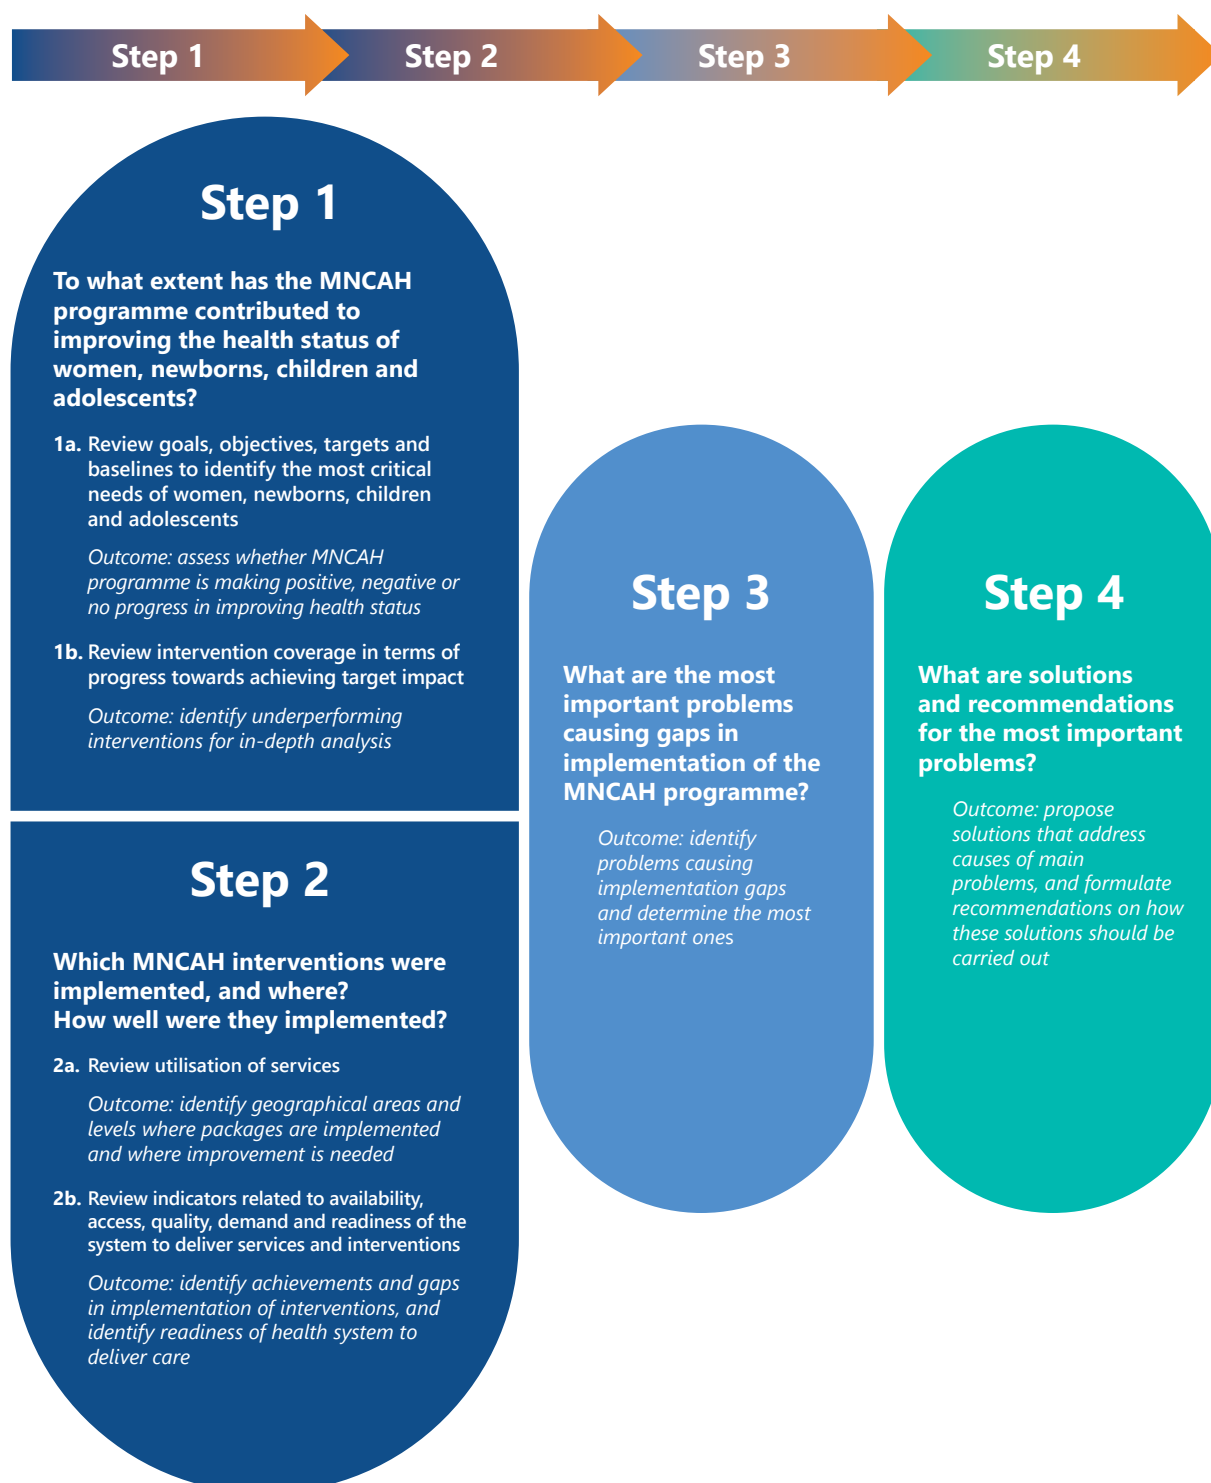 Step 1
Step 2
Step 3
Step 4
Step 1
To what extent has the MNCAH
programme contributed to
improving the health status of
women, newborns, children and
adolescents?
1a. Review goals, objectives, targets and
baselines to identify the most critical
needs of women, newborns, children
and adolescents
Outcome: assess whether MNCAH
programme is making positive, negative or
no progress in improving health status
1b. Review intervention coverage in terms of
progress towards achieving target impact
Outcome: identify underperforming
interventions for in-depth analysis
Step 2
Which MNCAH interventions were
implemented, and where?
How well were they implemented?
2a. Review utilisation of services
Outcome: identify geographical areas and
levels where packages are implemented
and where improvement is needed
2b. Review indicators related to availability,
access, quality, demand and readiness of the
system to deliver services and interventions
Outcome: identify achievements and gaps
in implementation of interventions, and
identify readiness of health system to
deliver care
Step 3
What are the most
important problems
causing gaps in
implementation of the
MNCAH programme?
Outcome: identify
problems causing
implementation gaps
and determine the most
important ones
Step 4
What are solutions
and recommendations
for the most important
problems?
Outcome: propose
solutions that address
causes of main
problems, and formulate
recommendations on how
these solutions should be
carried out